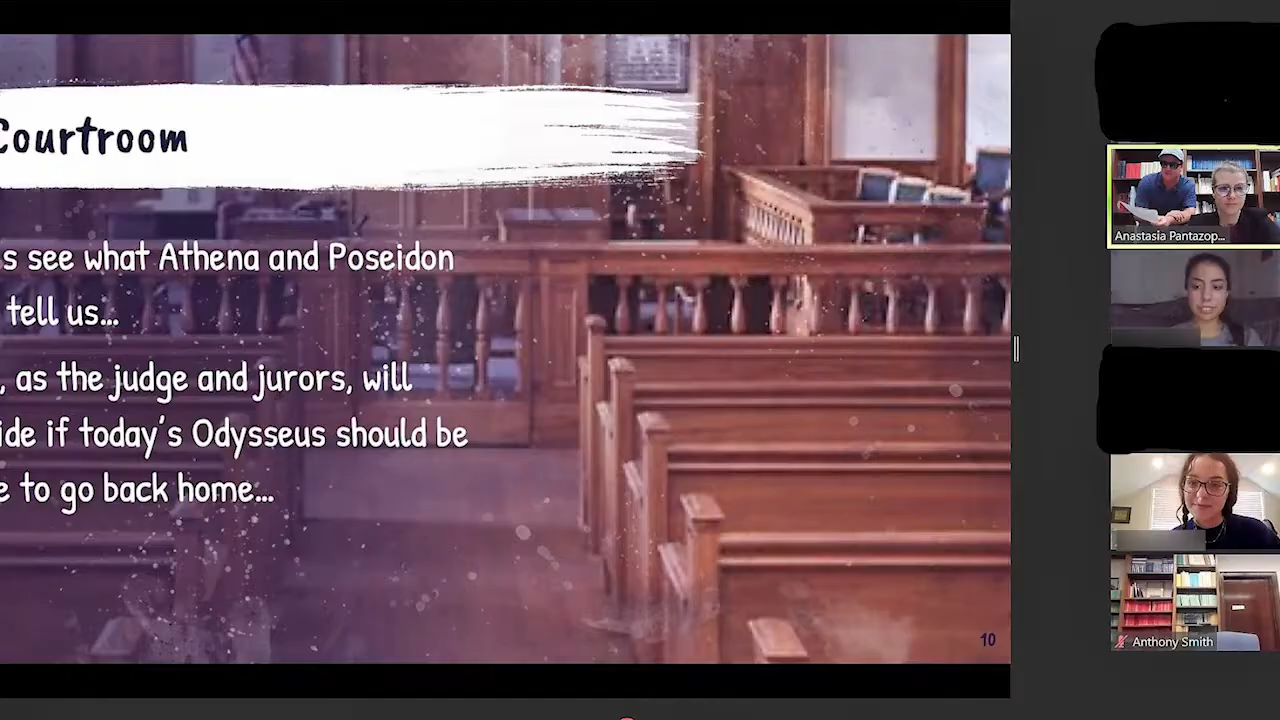 Courtroom
s see what Athena and Poseidon
tell us...
, as the judge and jurors, will
ide if today's Odysseus should be
e to go back home...
10
Anastasia Pantazop...
Anthony Smith